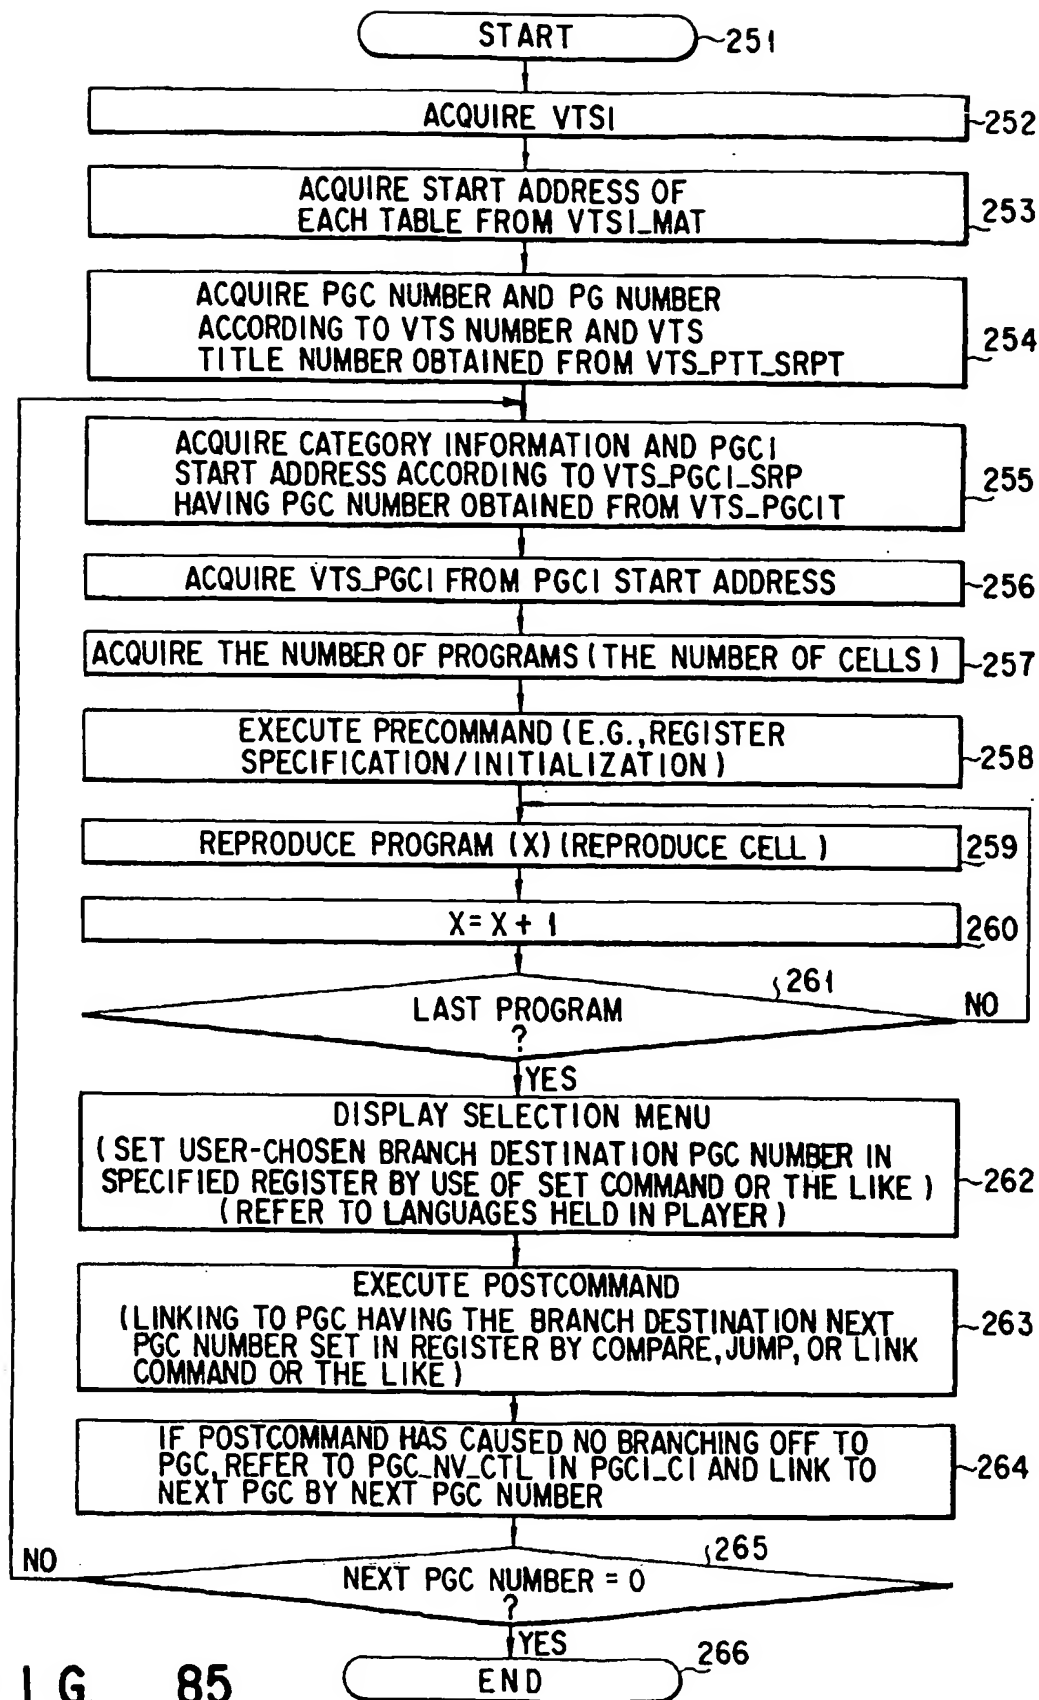 START
251
ACQUIRE VTSI
252
ACQUIRE START ADDRESS OF
EACH TABLE FROM VTSI_MAT
253
ACQUIRE PGC NUMBER AND PG NUMBER
ACCORDING TO VTS NUMBER AND VTS
TITLE NUMBER OBTAINED FROM VTS_PTT_SRPT
254
ACQUIRE CATEGORY INFORMATION AND PGCI
START ADDRESS ACCORDING TO VTS_PGCI_SRP
HAVING PGC NUMBER OBTAINED FROM VTS_PGCIT
255
ACQUIRE VTS_PGCI FROM PGCI START ADDRESS
256
ACQUIRE THE NUMBER OF PROGRAMS (THE NUMBER OF CELLS)
257
EXECUTE PRECOMMAND (E.G., REGISTER
SPECIFICATION/INITIALIZATION)
258
REPRODUCE PROGRAM (X) (REPRODUCE CELL)
259
X=X+1
260
261
LAST PROGRAM
?
NO
YES
DISPLAY SELECTION MENU
(SET USER-CHOSEN BRANCH DESTINATION PGC NUMBER IN
SPECIFIED REGISTER BY USE OF SET COMMAND OR THE LIKE)
(REFER TO LANGUAGES HELD IN PLAYER)
262
EXECUTE POSTCOMMAND
(LINKING TO PGC HAVING THE BRANCH DESTINATION NEXT
PGC NUMBER SET IN REGISTER BY COMPARE, JUMP, OR LINK
COMMAND OR THE LIKE)
263
IF POSTCOMMAND HAS CAUSED NO BRANCHING OFF TO
PGC, REFER TO PGC_NV_CTL IN PGCI_CI AND LINK TO
NEXT PGC BY NEXT PGC NUMBER
264
265
NO
NEXT PGC NUMBER = 0
?
YES
END
266
I G. 85